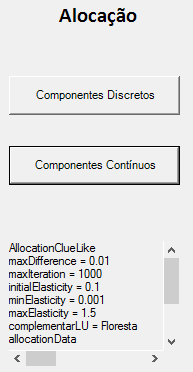 Alocação
Componentes Discretos
Componentes Contínuos
AllocationClueLike
maxDifference = 0.01
maxIteration = 1000
initialElasticity = 0.1
minElasticity = 0.001
maxElasticity = 1.5
complementarLU = Floresta
allocationData